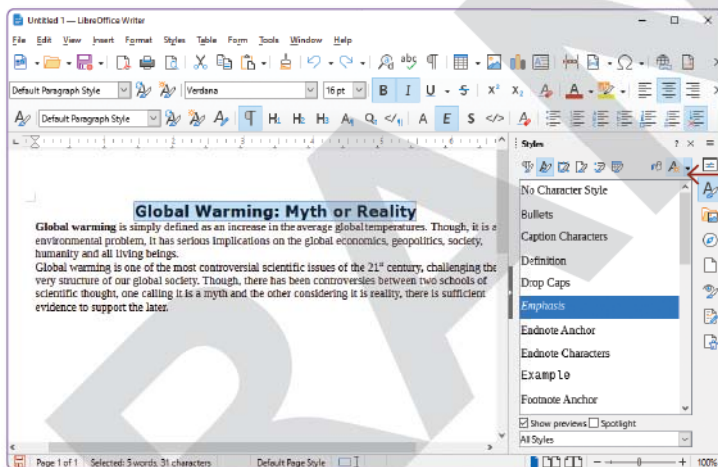 Untitled 1 — LibreOffice Writer
File Edit View Insert Format Styles Table Form Tools Window Help
Default Paragraph Style Verdana 16 pt B I U S X² X₂ A A
Default Paragraph Style ¶ H₁ H₂ H₃ A E S </>
Styles
Global Warming: Myth or Reality
Global warming is simply defined as an increase in the average global temperatures. Though, it is a
environmental problem, it has serious implications on the global economics, geopolitics, society,
humanity and all living beings.
Global warming is one of the most controversial scientific issues of the 21st century, challenging the
very structure of our global society. Though, there has been controversies between two schools of
scientific thought, one calling it is a myth and the other considering it is reality, there is sufficient
evidence to support the later.
No Character Style
Bullets
Caption Characters
Definition
Drop Caps
Emphasis
Endnote Anchor
Endnote Characters
Example
Footnote Anchor
Show previews Spotlight
All Styles
Page 1 of 1 Selected: 5 words, 31 characters Default Page Style 100%